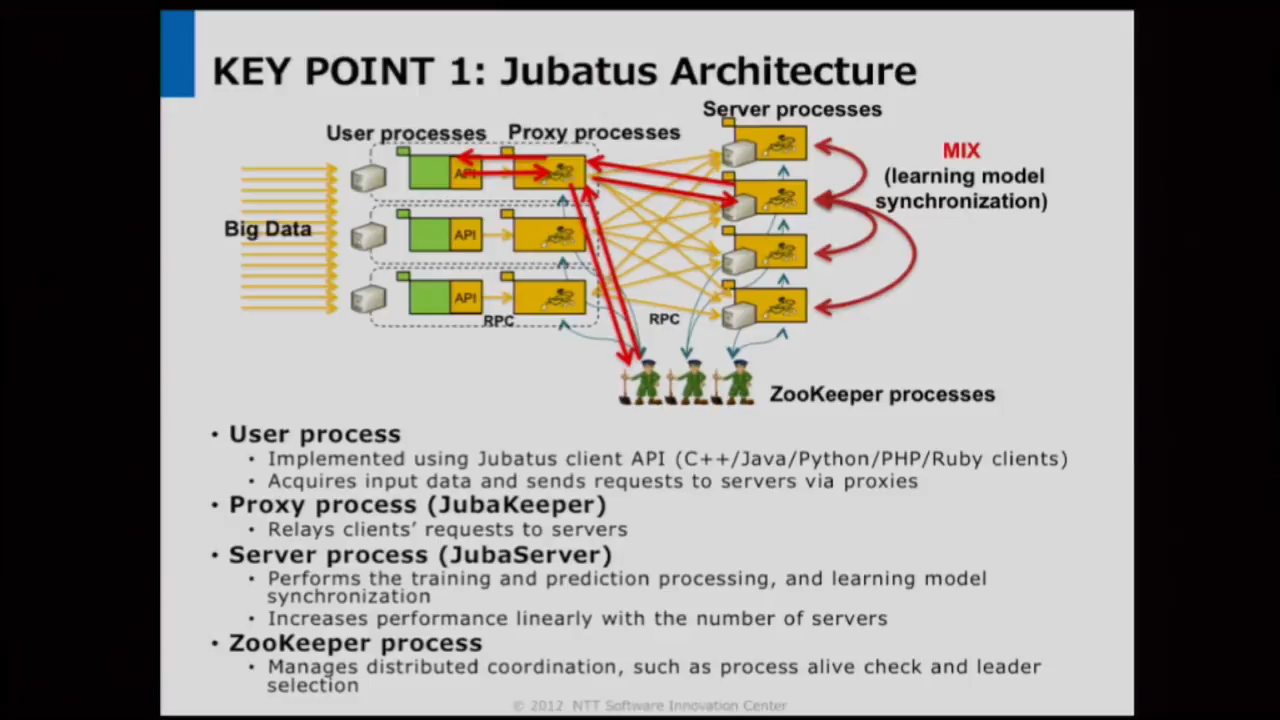 KEY POINT 1: Jubatus Architecture
Server processes
User processes
Proxy processes
MIX
(learning model
synchronization)
Big Data
API
API
API
RPC
RPC
ZooKeeper processes
• User process
• Implemented using Jubatus client API (C++/Java/Python/PHP/Ruby clients)
• Acquires input data and sends requests to servers via proxies
• Proxy process (JubaKeeper)
• Relays clients' requests to servers
• Server process (JubaServer)
• Performs the training and prediction processing, and learning model
synchronization
• Increases performance linearly with the number of servers
• ZooKeeper process
• Manages distributed coordination, such as process alive check and leader
selection
© 2012 NTT Software Innovation Center